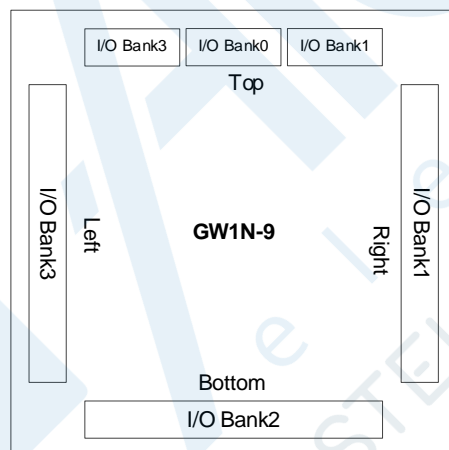 I/O Bank3 I/O Bank0 I/O Bank1
Top
I/O Bank3
Left
GW1N-9
Right
I/O Bank1
Bottom
I/O Bank2